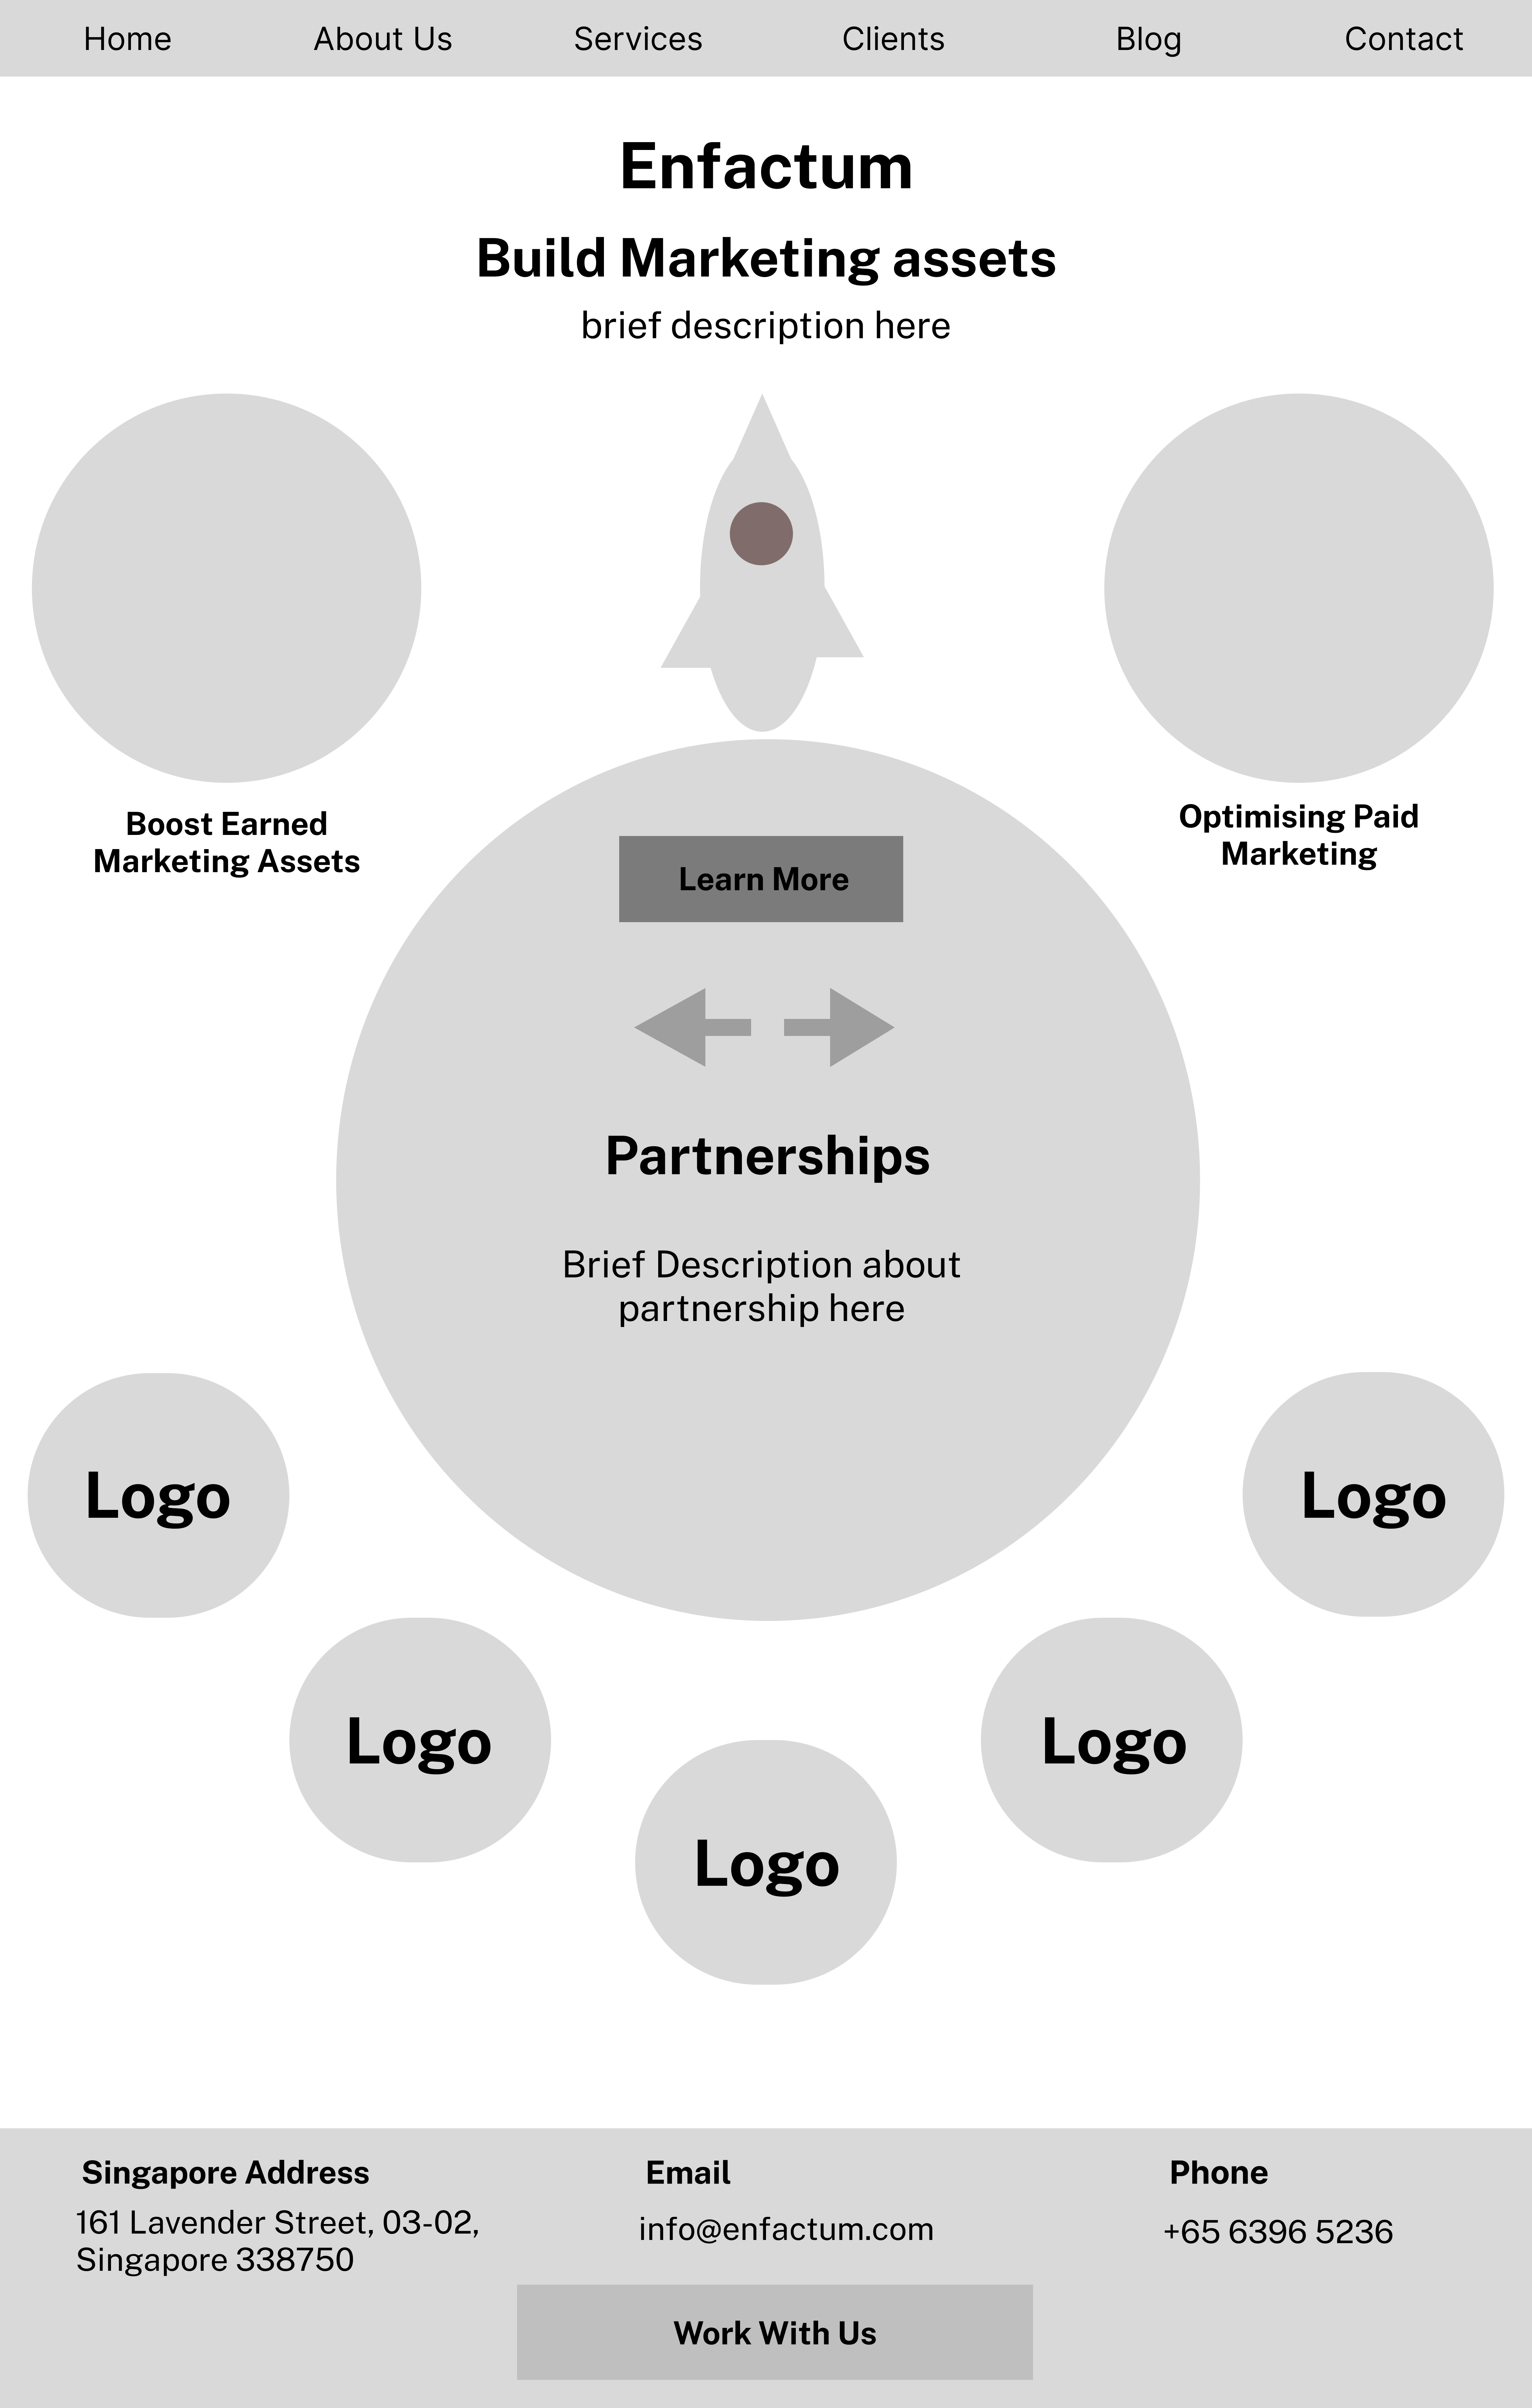 Home
About Us
Services
Clients
Blog
Contact
Enfactum
Build Marketing assets
brief description here
Boost Earned
Marketing Assets
Optimising Paid
Marketing
Learn More
Partnerships
Brief Description about
partnership here
Logo
Logo
Logo
Logo
Logo
Singapore Address
161 Lavender Street, 03-02,
Singapore 338750
Email
info@enfactum.com
Phone
+65 6396 5236
Work With Us